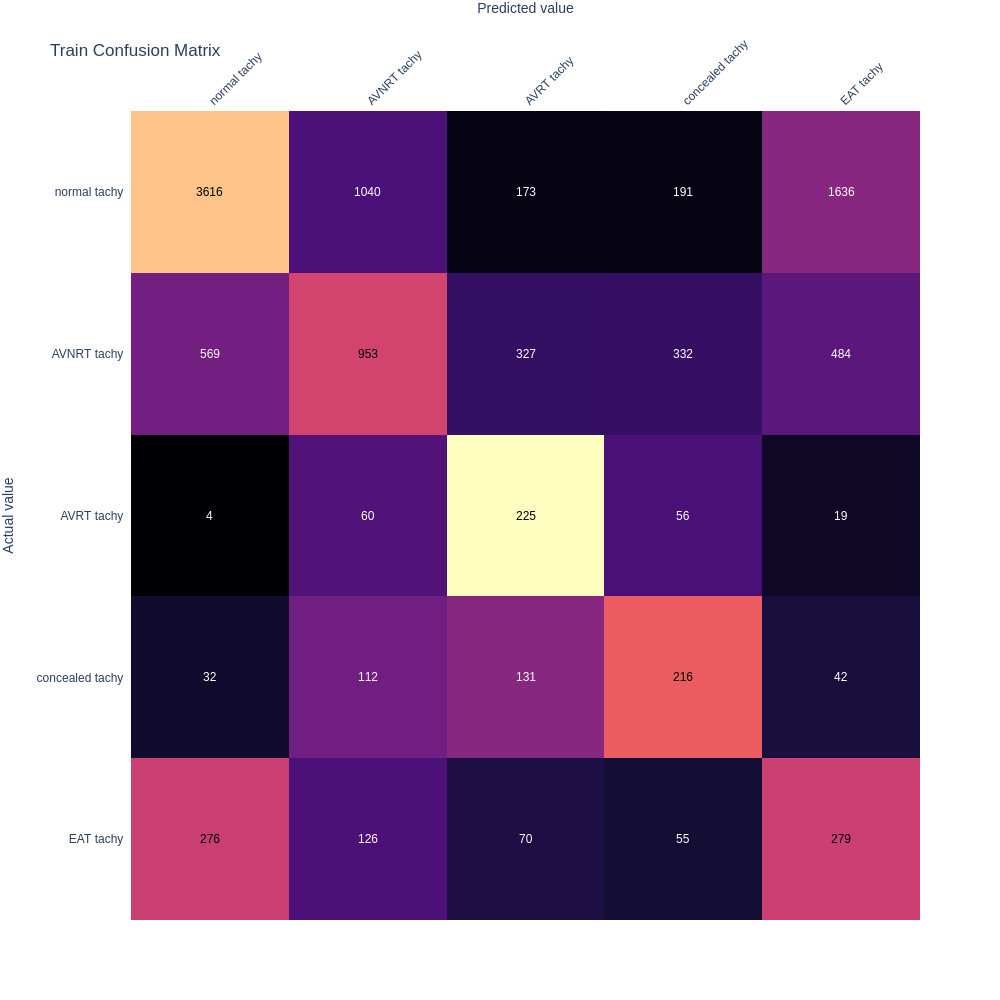 Predicted value
Train Confusion Matrix
normal tachy AVNRT tachy AVRT tachy concealed tachy EAT tachy
normal tachy 3616 1040 173 191 1636
AVNRT tachy 569 953 327 332 484
Actual value
AVRT tachy 4 60 225 56 19
concealed tachy 32 112 131 216 42
EAT tachy 276 126 70 55 279